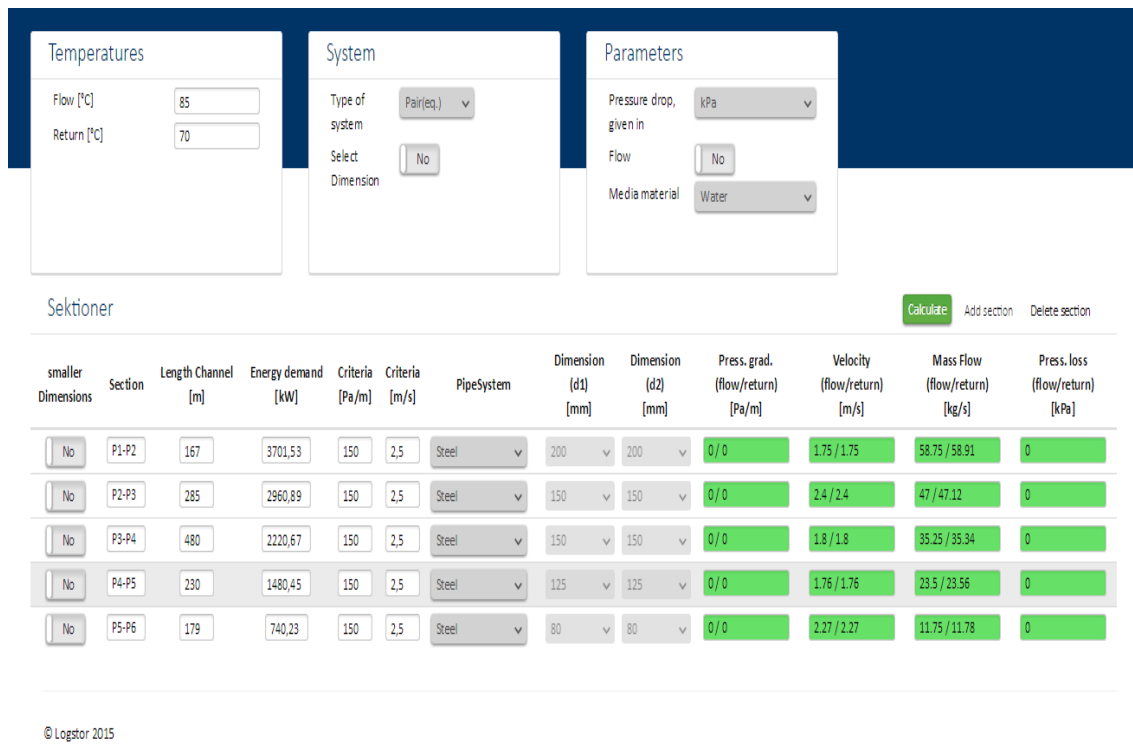 Temperatures
Flow [°C] 85
Return [°C] 70
System
Type of system Pair(eq.)
Select Dimension No
Parameters
Pressure drop, given in kPa
Flow No
Media material Water
Sektioner Calculate Add section Delete section
smaller Dimensions Section Length Channel [m] Energy demand [kW] Criteria [Pa/m] Criteria [m/s] PipeSystem Dimension (d1) [mm] Dimension (d2) [mm] Press. grad. (flow/return) [Pa/m] Velocity (flow/return) [m/s] Mass Flow (flow/return) [kg/s] Press. loss (flow/return) [kPa]
No P1-P2 167 3701,53 150 2,5 Steel 200 200 0 / 0 1.75 / 1.75 58.75 / 58.91 0
No P2-P3 285 2960,89 150 2,5 Steel 150 150 0 / 0 2.4 / 2.4 47 / 47.12 0
No P3-P4 480 2220,67 150 2,5 Steel 150 150 0 / 0 1.8 / 1.8 35.25 / 35.34 0
No P4-P5 230 1480,45 150 2,5 Steel 125 125 0 / 0 1.76 / 1.76 23.5 / 23.56 0
No P5-P6 179 740,23 150 2,5 Steel 80 80 0 / 0 2.27 / 2.27 11.75 / 11.78 0
© Logstor 2015